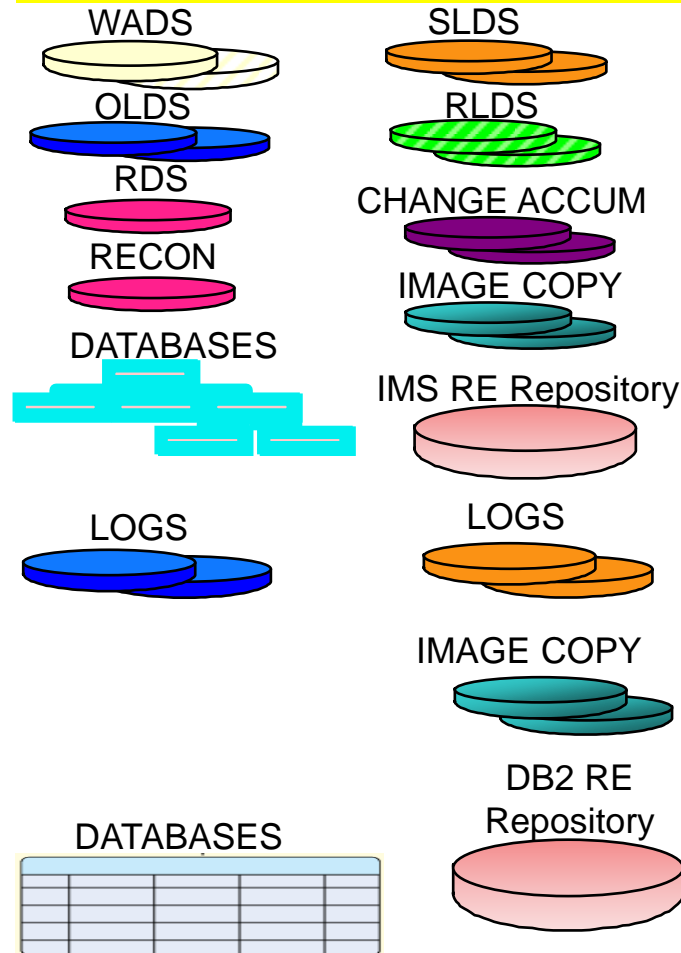 WADS
SLDS
OLDS
RLDS
RDS
CHANGE ACCUM
RECON
IMAGE COPY
DATABASES
IMS RE Repository
LOGS
LOGS
IMAGE COPY
DB2 RE
Repository
DATABASES